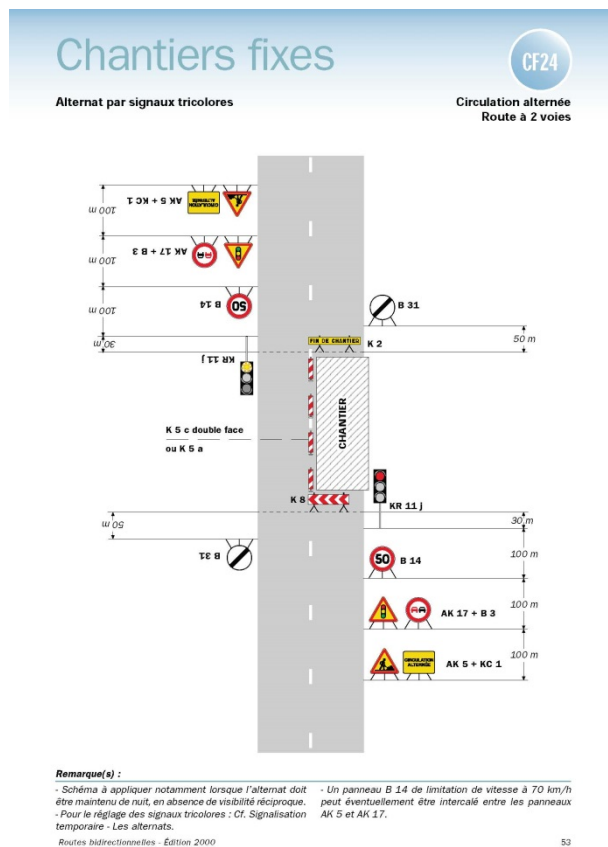 Chantiers fixes
CF24
Alternat par signaux tricolores
Circulation alternée
Route à 2 voies
100 m
CIRCULATION
ALTERNÉE
AK 5 + KC 1
100 m
AK 17 + B 3
100 m
50
B 14
30 m
KR 11 j
B 31
50 m
FIN DE CHANTIER
K 2
K 5 c double face
ou K 5 a
CHANTIER
K 8
KR 11 j
50 m
30 m
B 31
50
B 14
100 m
AK 17 + B 3
100 m
CIRCULATION
ALTERNÉE
AK 5 + KC 1
100 m
Remarque(s) :
- Schéma à appliquer notamment lorsque l'alternat doit
être maintenu de nuit, en absence de visibilité réciproque.
- Pour le réglage des signaux tricolores : Cf. Signalisation
temporaire - Les alternats.
- Un panneau B 14 de limitation de vitesse à 70 km/h
peut éventuellement être intercalé entre les panneaux
AK 5 et AK 17.
Routes bidirectionnelles - Édition 2000
53